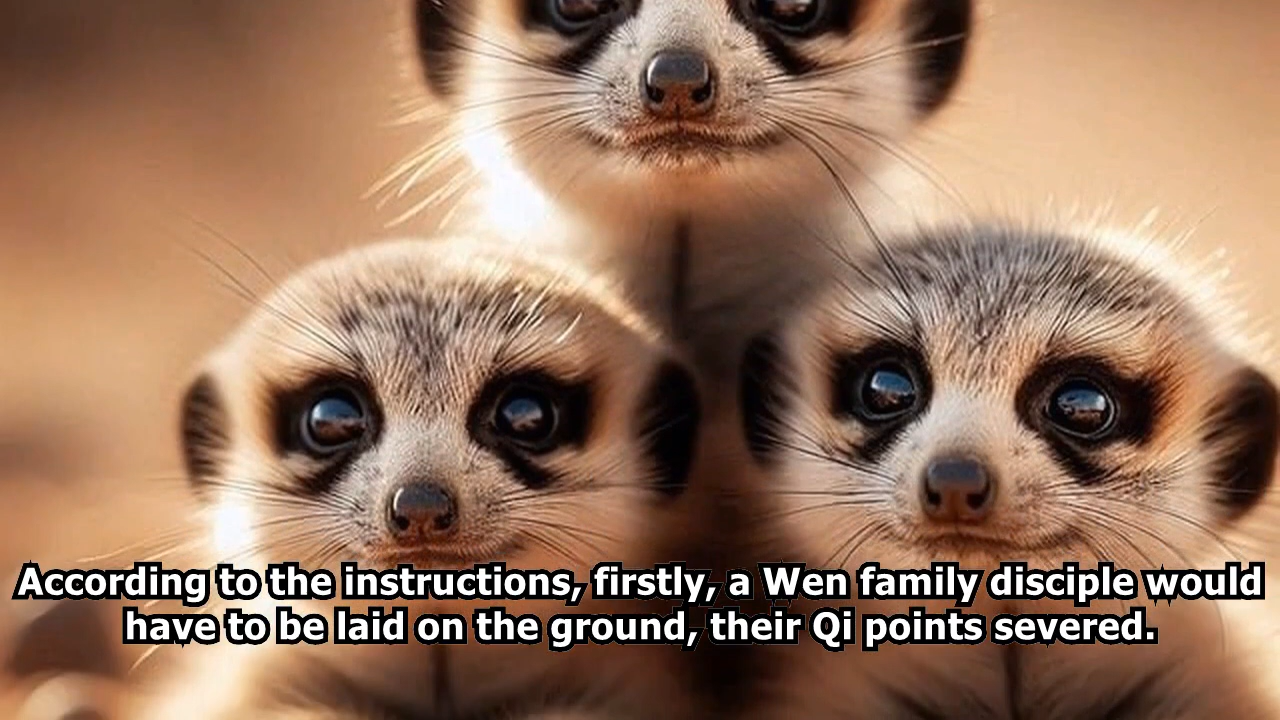 According to the instructions, firstly, a Wen family disciple would
have to be laid on the ground, their Qi points severed.